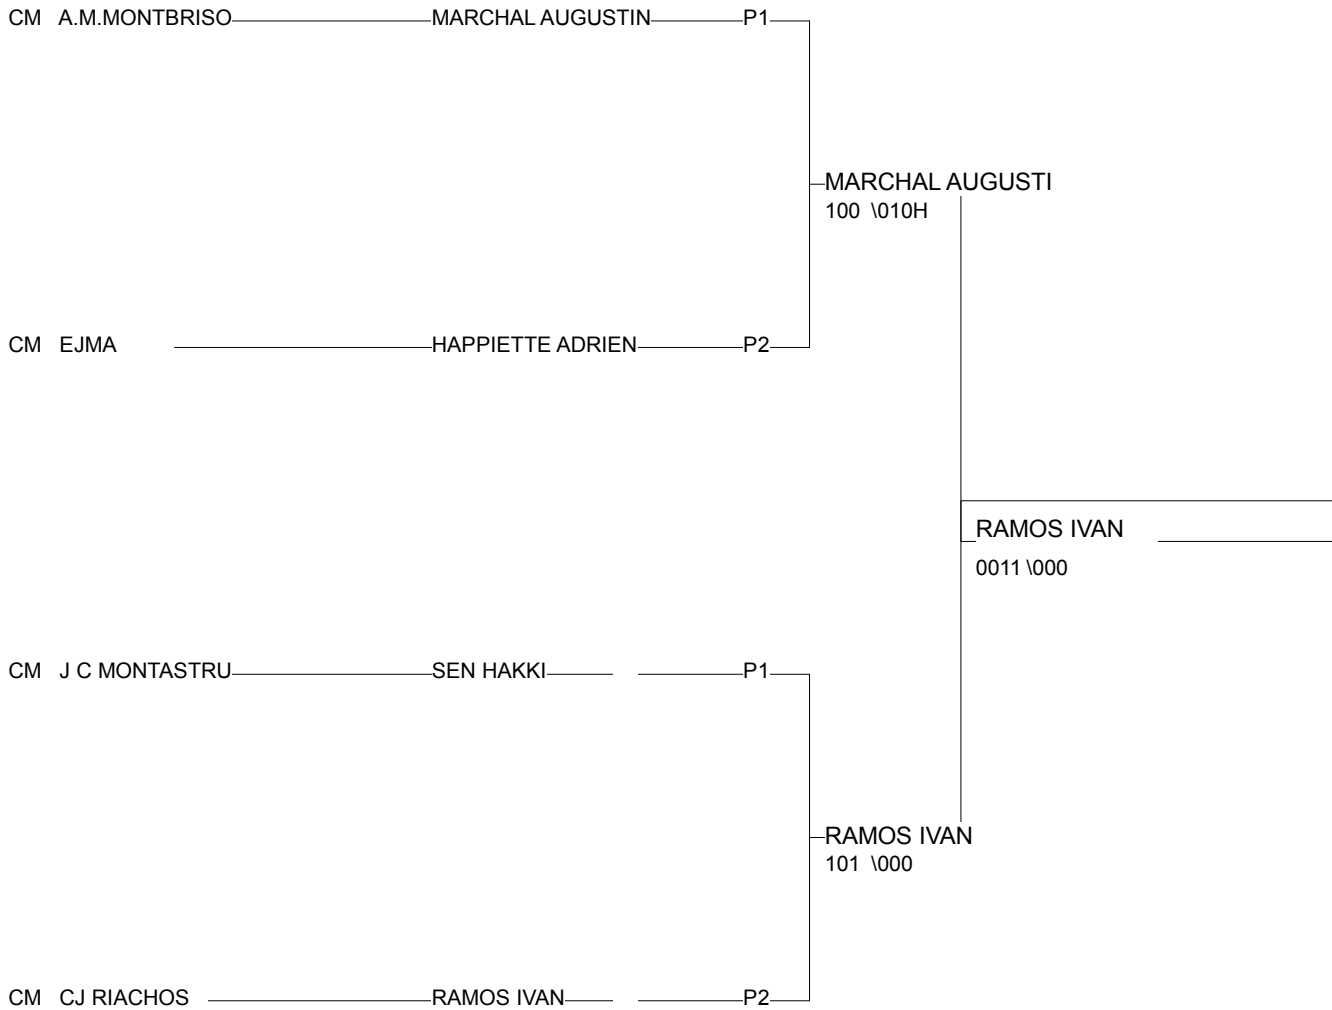 CM A.M.MONTBRISO MARCHAL AUGUSTIN P1
MARCHAL AUGUSTI
100 \010H
CM EJMA HAPPIETTE ADRIEN P2
RAMOS IVAN
0011 \000
CM J C MONTASTRU SEN HAKKI P1
RAMOS IVAN
101 \000
CM CJ RIACHOS RAMOS IVAN P2